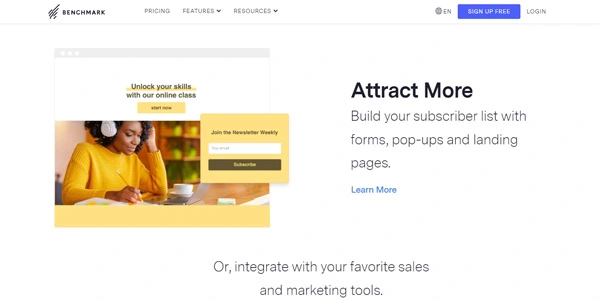 BENCHMARK
PRICING
FEATURES
RESOURCES
EN
SIGN UP FREE
LOGIN
Unlock your skills
with our online class
start now
Join the Newsletter Weekly
Subscribe
Attract More
Build your subscriber list with
forms, pop-ups and landing
pages.
Learn More
Or, integrate with your favorite sales
and marketing tools.